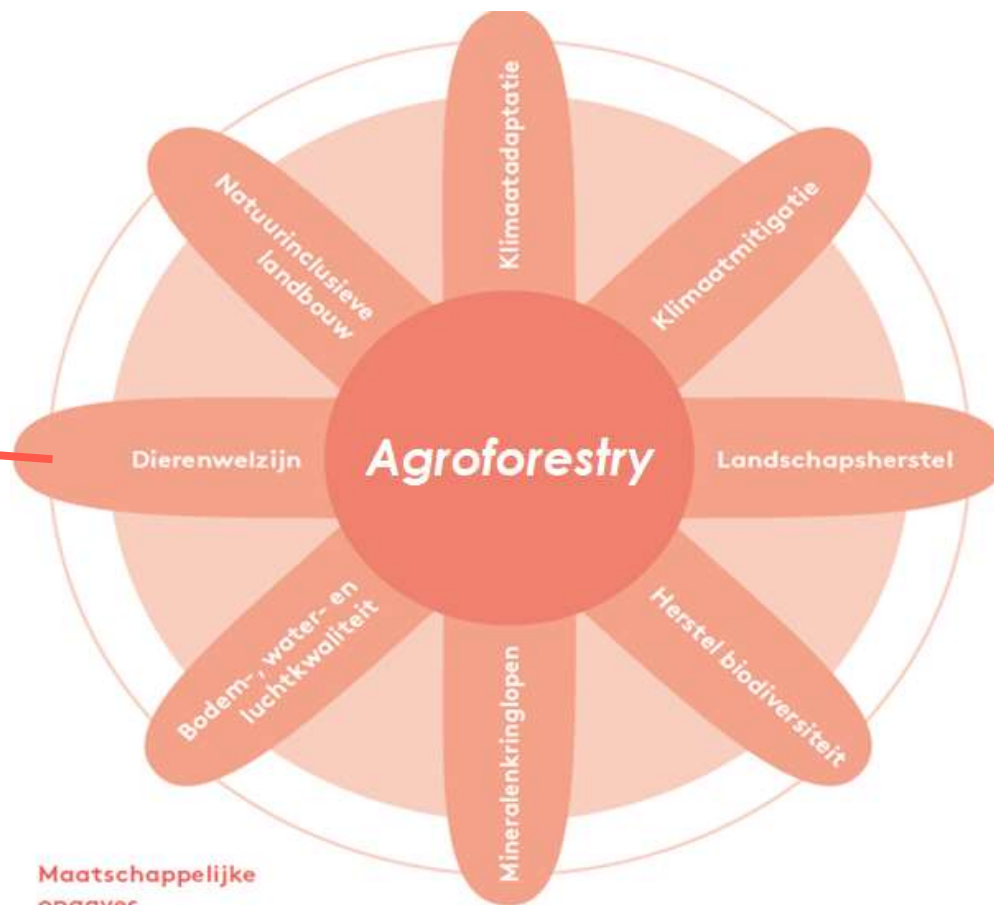 Klimaatadaptatie
Klimaatmitigatie
Natuurinclusieve
landbouw
Dierenwelzijn
Agroforestry
Landschapsherstel
Bodem-, water- en
luchtkwaliteit
Mineralenkringlopen
Herstel biodiversiteit
Maatschappelijke